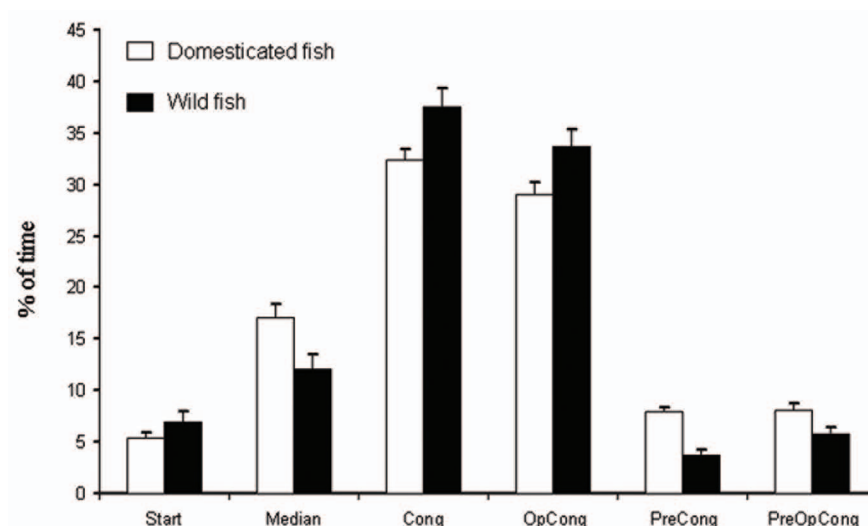 45
40
35
30
25
20
15
10
5
0
% of time
Domesticated fish
Wild fish
Start Median Cong OpCong PreCong PreOpCong